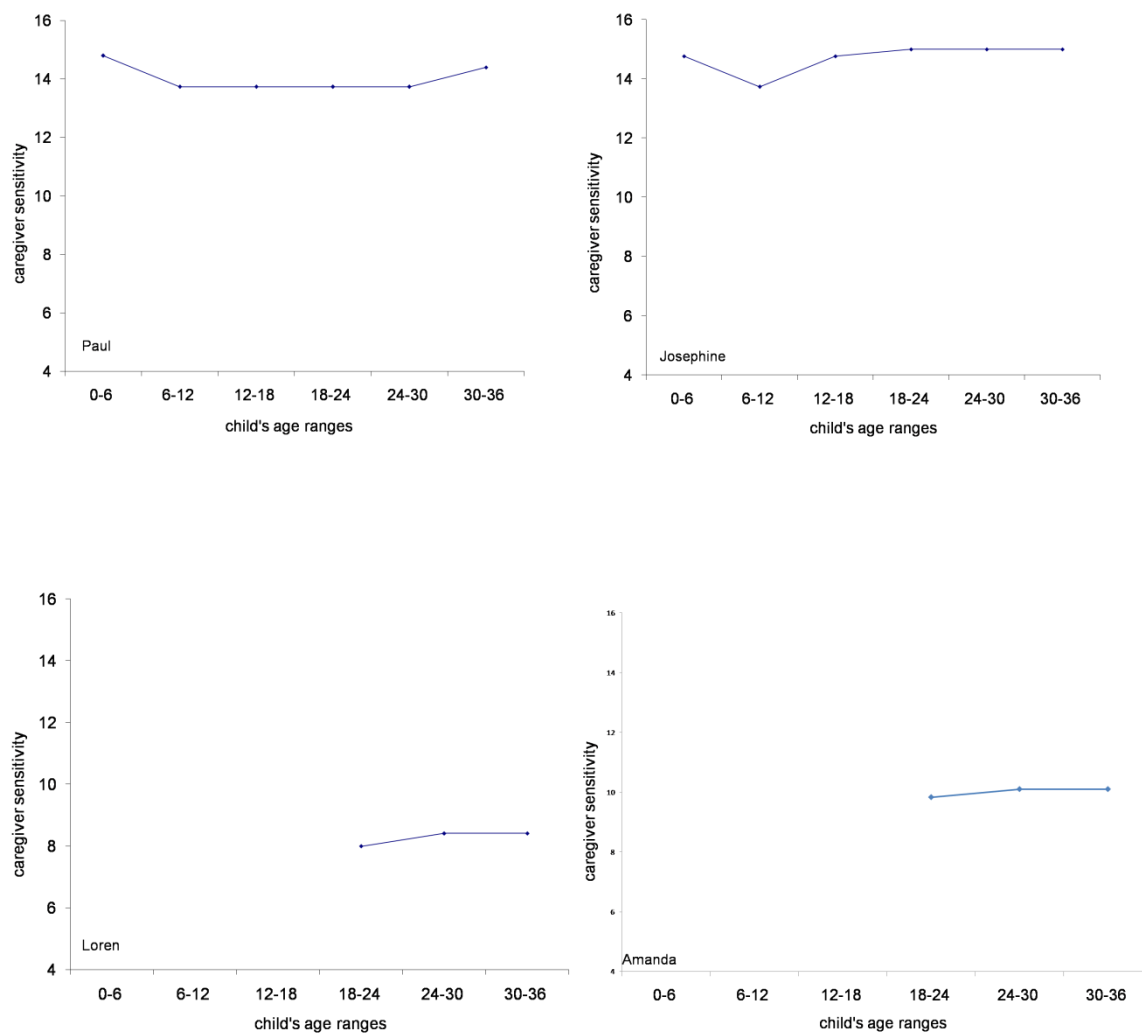 16
14
12
10
8
6
4
caregiver sensitivity
Paul
0-6 6-12 12-18 18-24 24-30 30-36
child's age ranges
16
14
12
10
8
6
4
caregiver sensitivity
Josephine
0-6 6-12 12-18 18-24 24-30 30-36
child's age ranges
16
14
12
10
8
6
4
caregiver sensitivity
Loren
0-6 6-12 12-18 18-24 24-30 30-36
child's age ranges
16
14
12
10
8
6
4
caregiver sensitivity
Amanda
0-6 6-12 12-18 18-24 24-30 30-36
child's age ranges